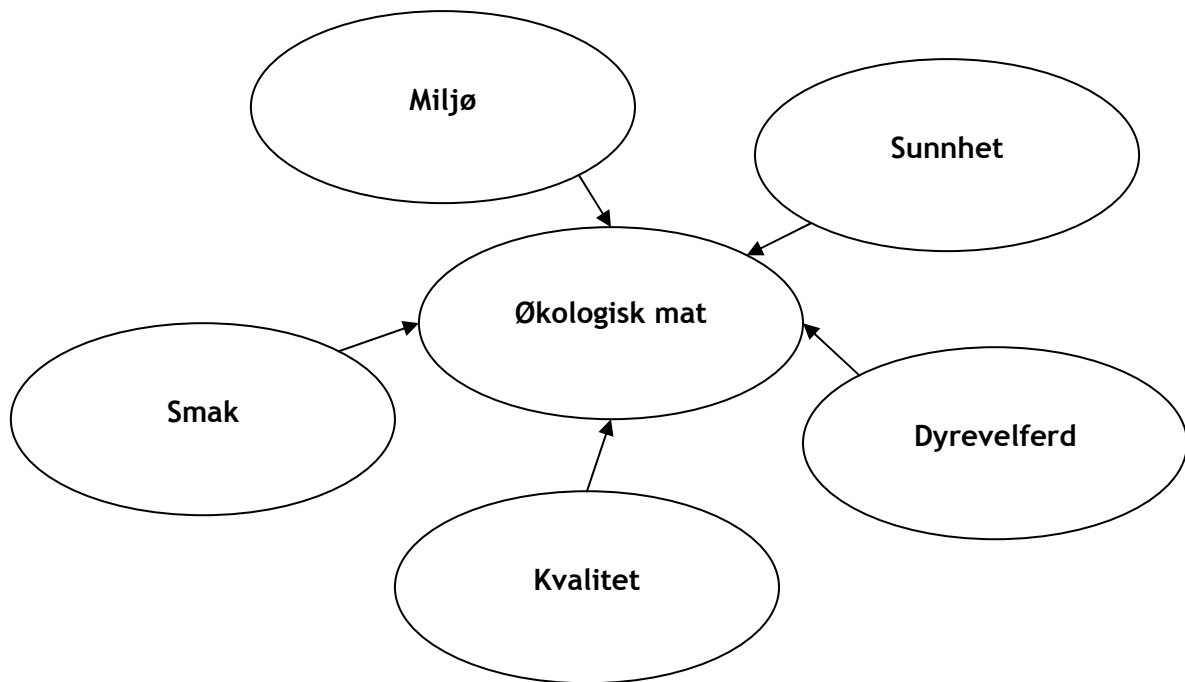 Miljø
Sunnhet
Økologisk mat
Smak
Dyrevelferd
Kvalitet